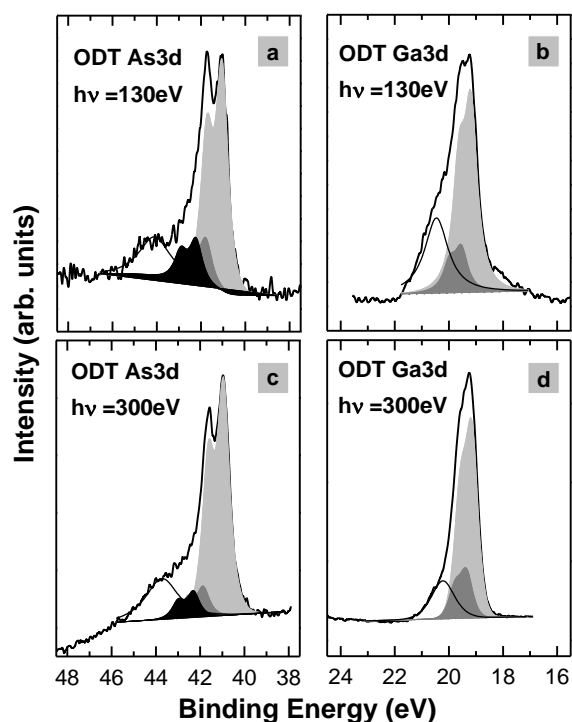 ODT As3d a
hν =130eV
ODT Ga3d b
hν =130eV
ODT As3d c
hν =300eV
ODT Ga3d d
hν =300eV
Intensity (arb. units)
48 46 44 42 40 38 24 22 20 18 16
Binding Energy (eV)